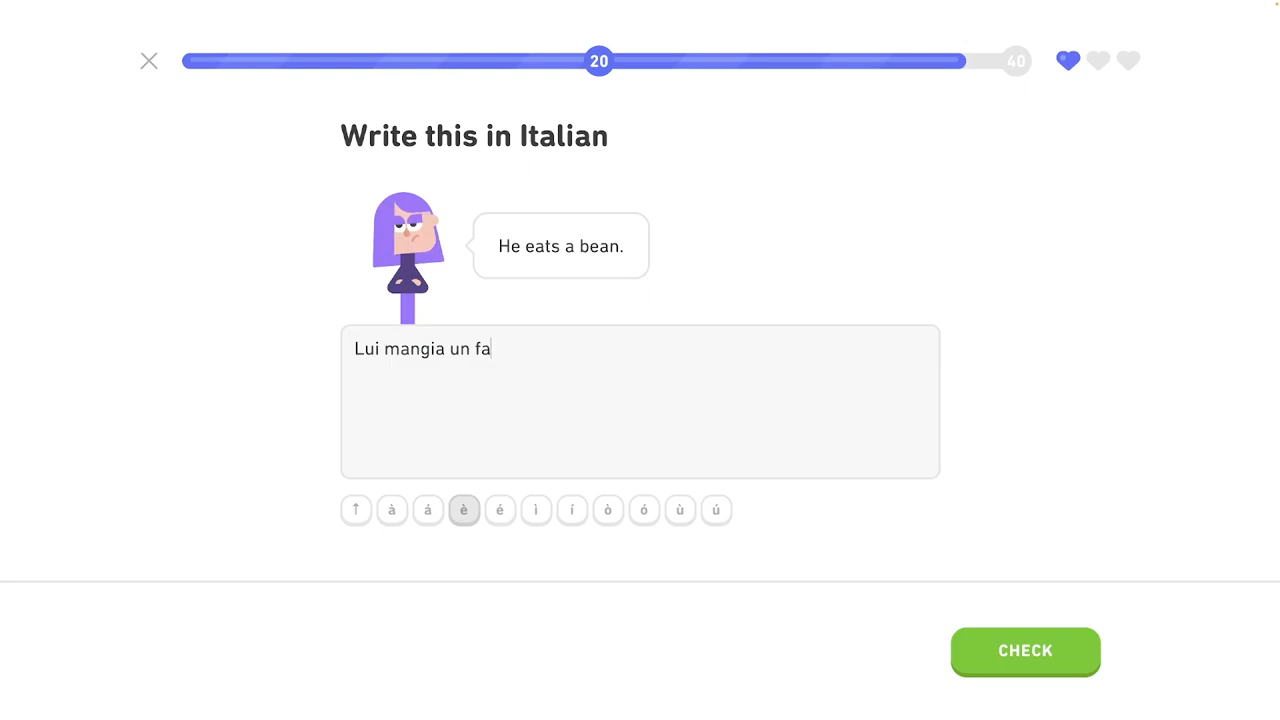 20
40
Write this in Italian
He eats a bean.
Lui mangia un fa
↑ à á è é ì í ò ó ù ú
CHECK